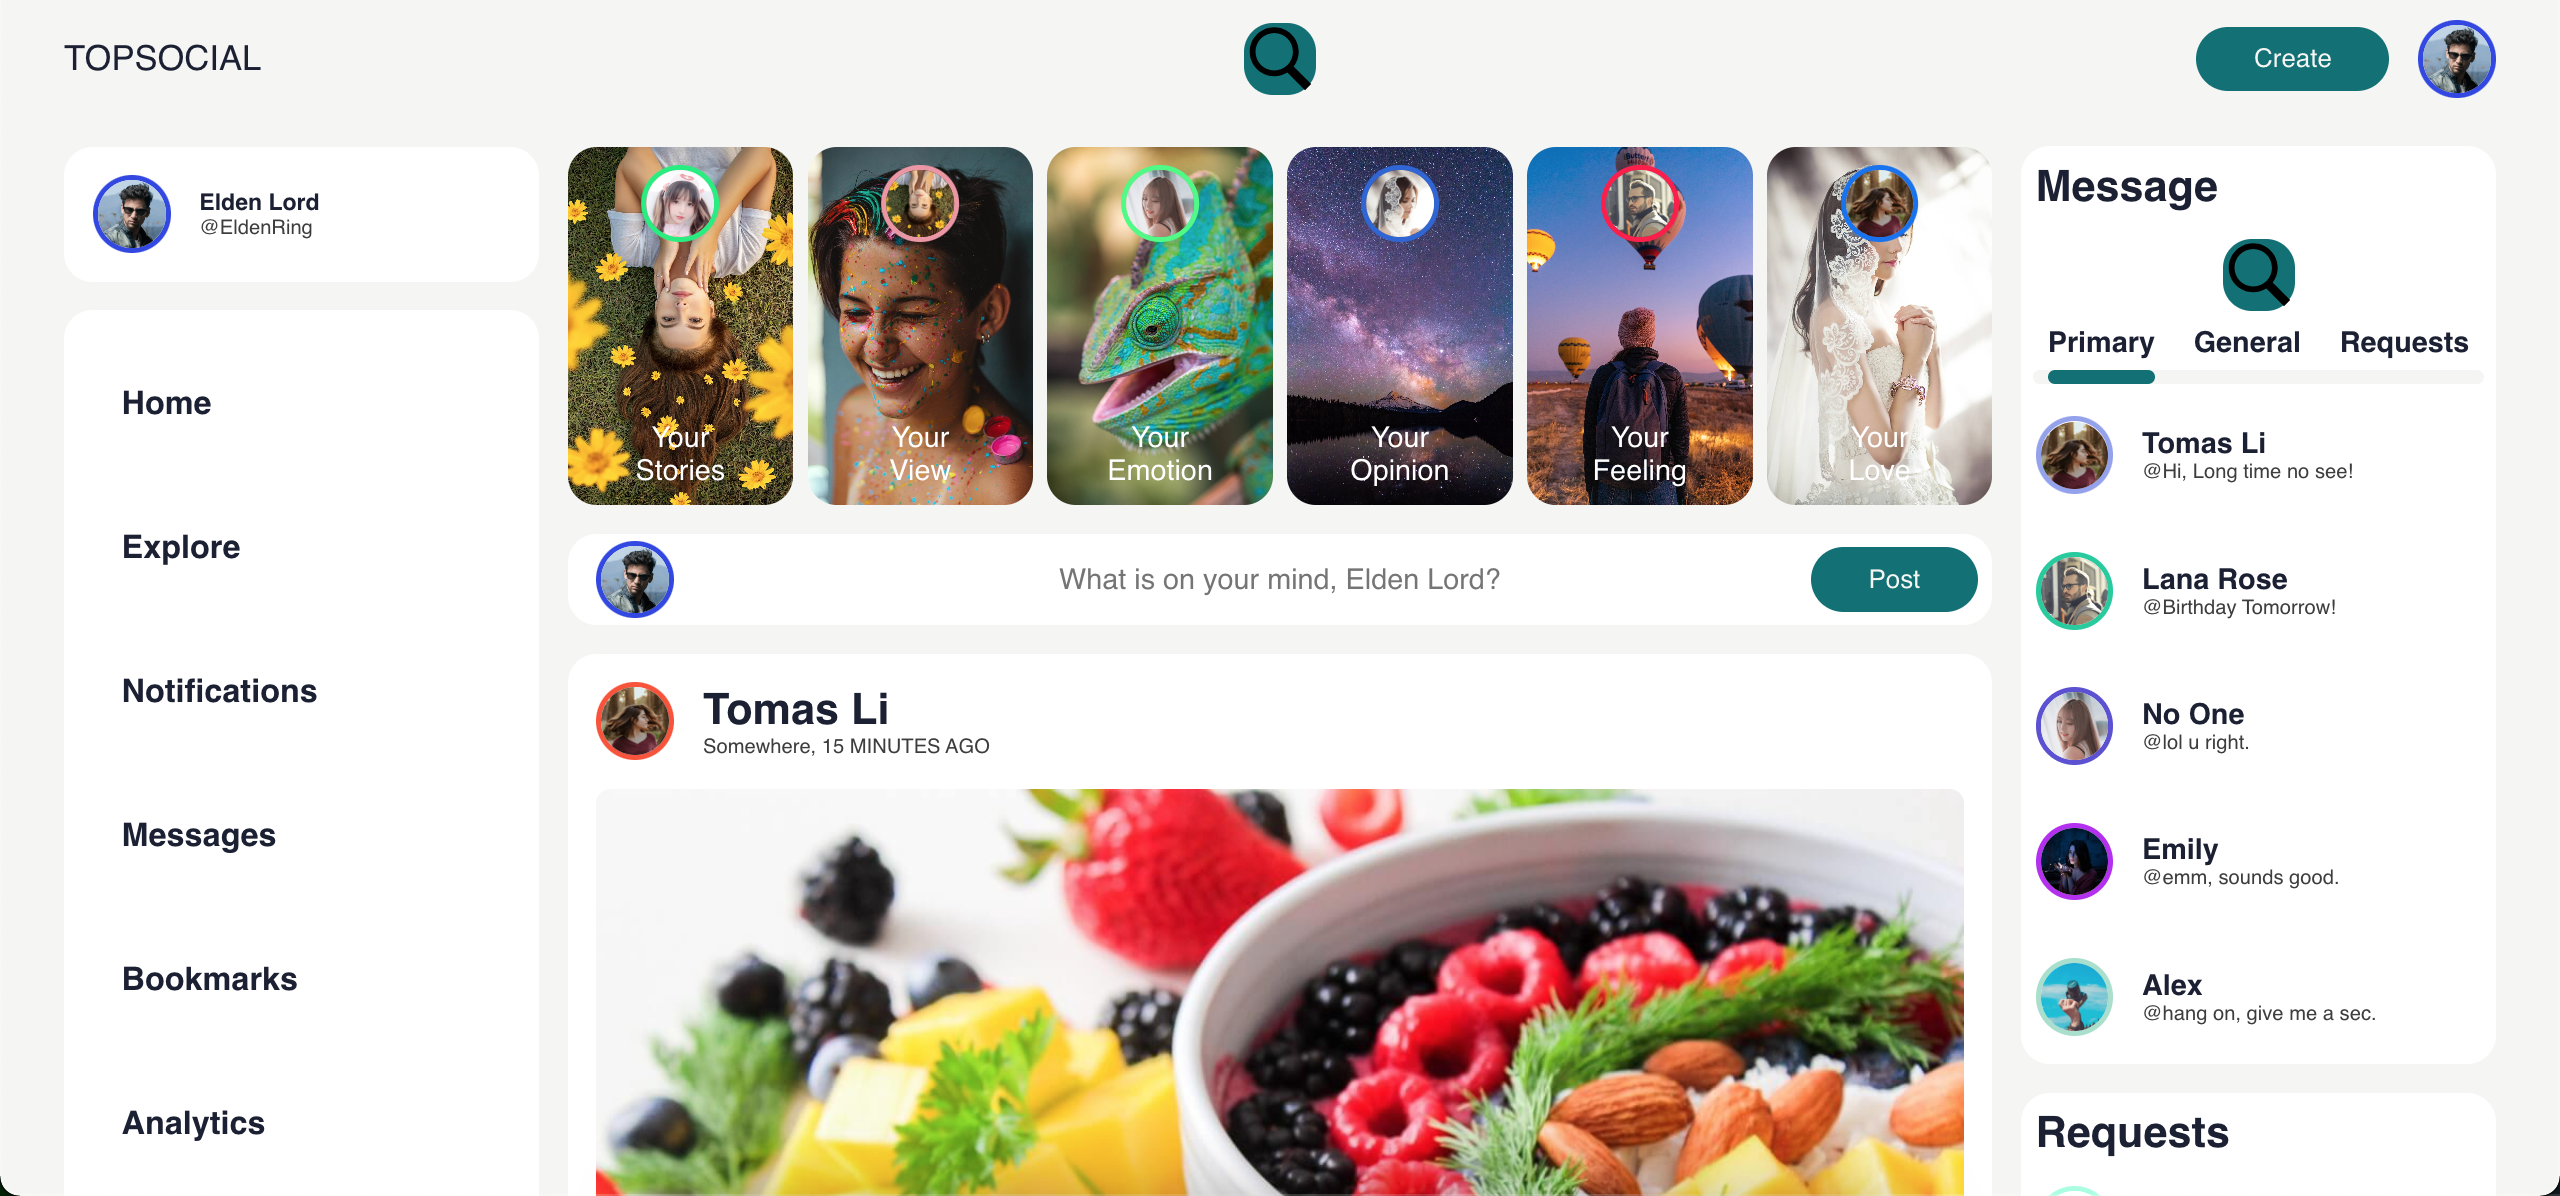 TOPSOCIAL
Create
Elden Lord
@EldenRing
Home
Explore
Notifications
Messages
Bookmarks
Analytics
Your
Stories
Your
View
Your
Emotion
Your
Opinion
Button
Your
Feeling
Your
Love
What is on your mind, Elden Lord?
Post
Tomas Li
Somewhere, 15 MINUTES AGO
Message
Primary General Requests
Tomas Li
@Hi, Long time no see!
Lana Rose
@Birthday Tomorrow!
No One
@lol u right.
Emily
@emm, sounds good.
Alex
@hang on, give me a sec.
Requests